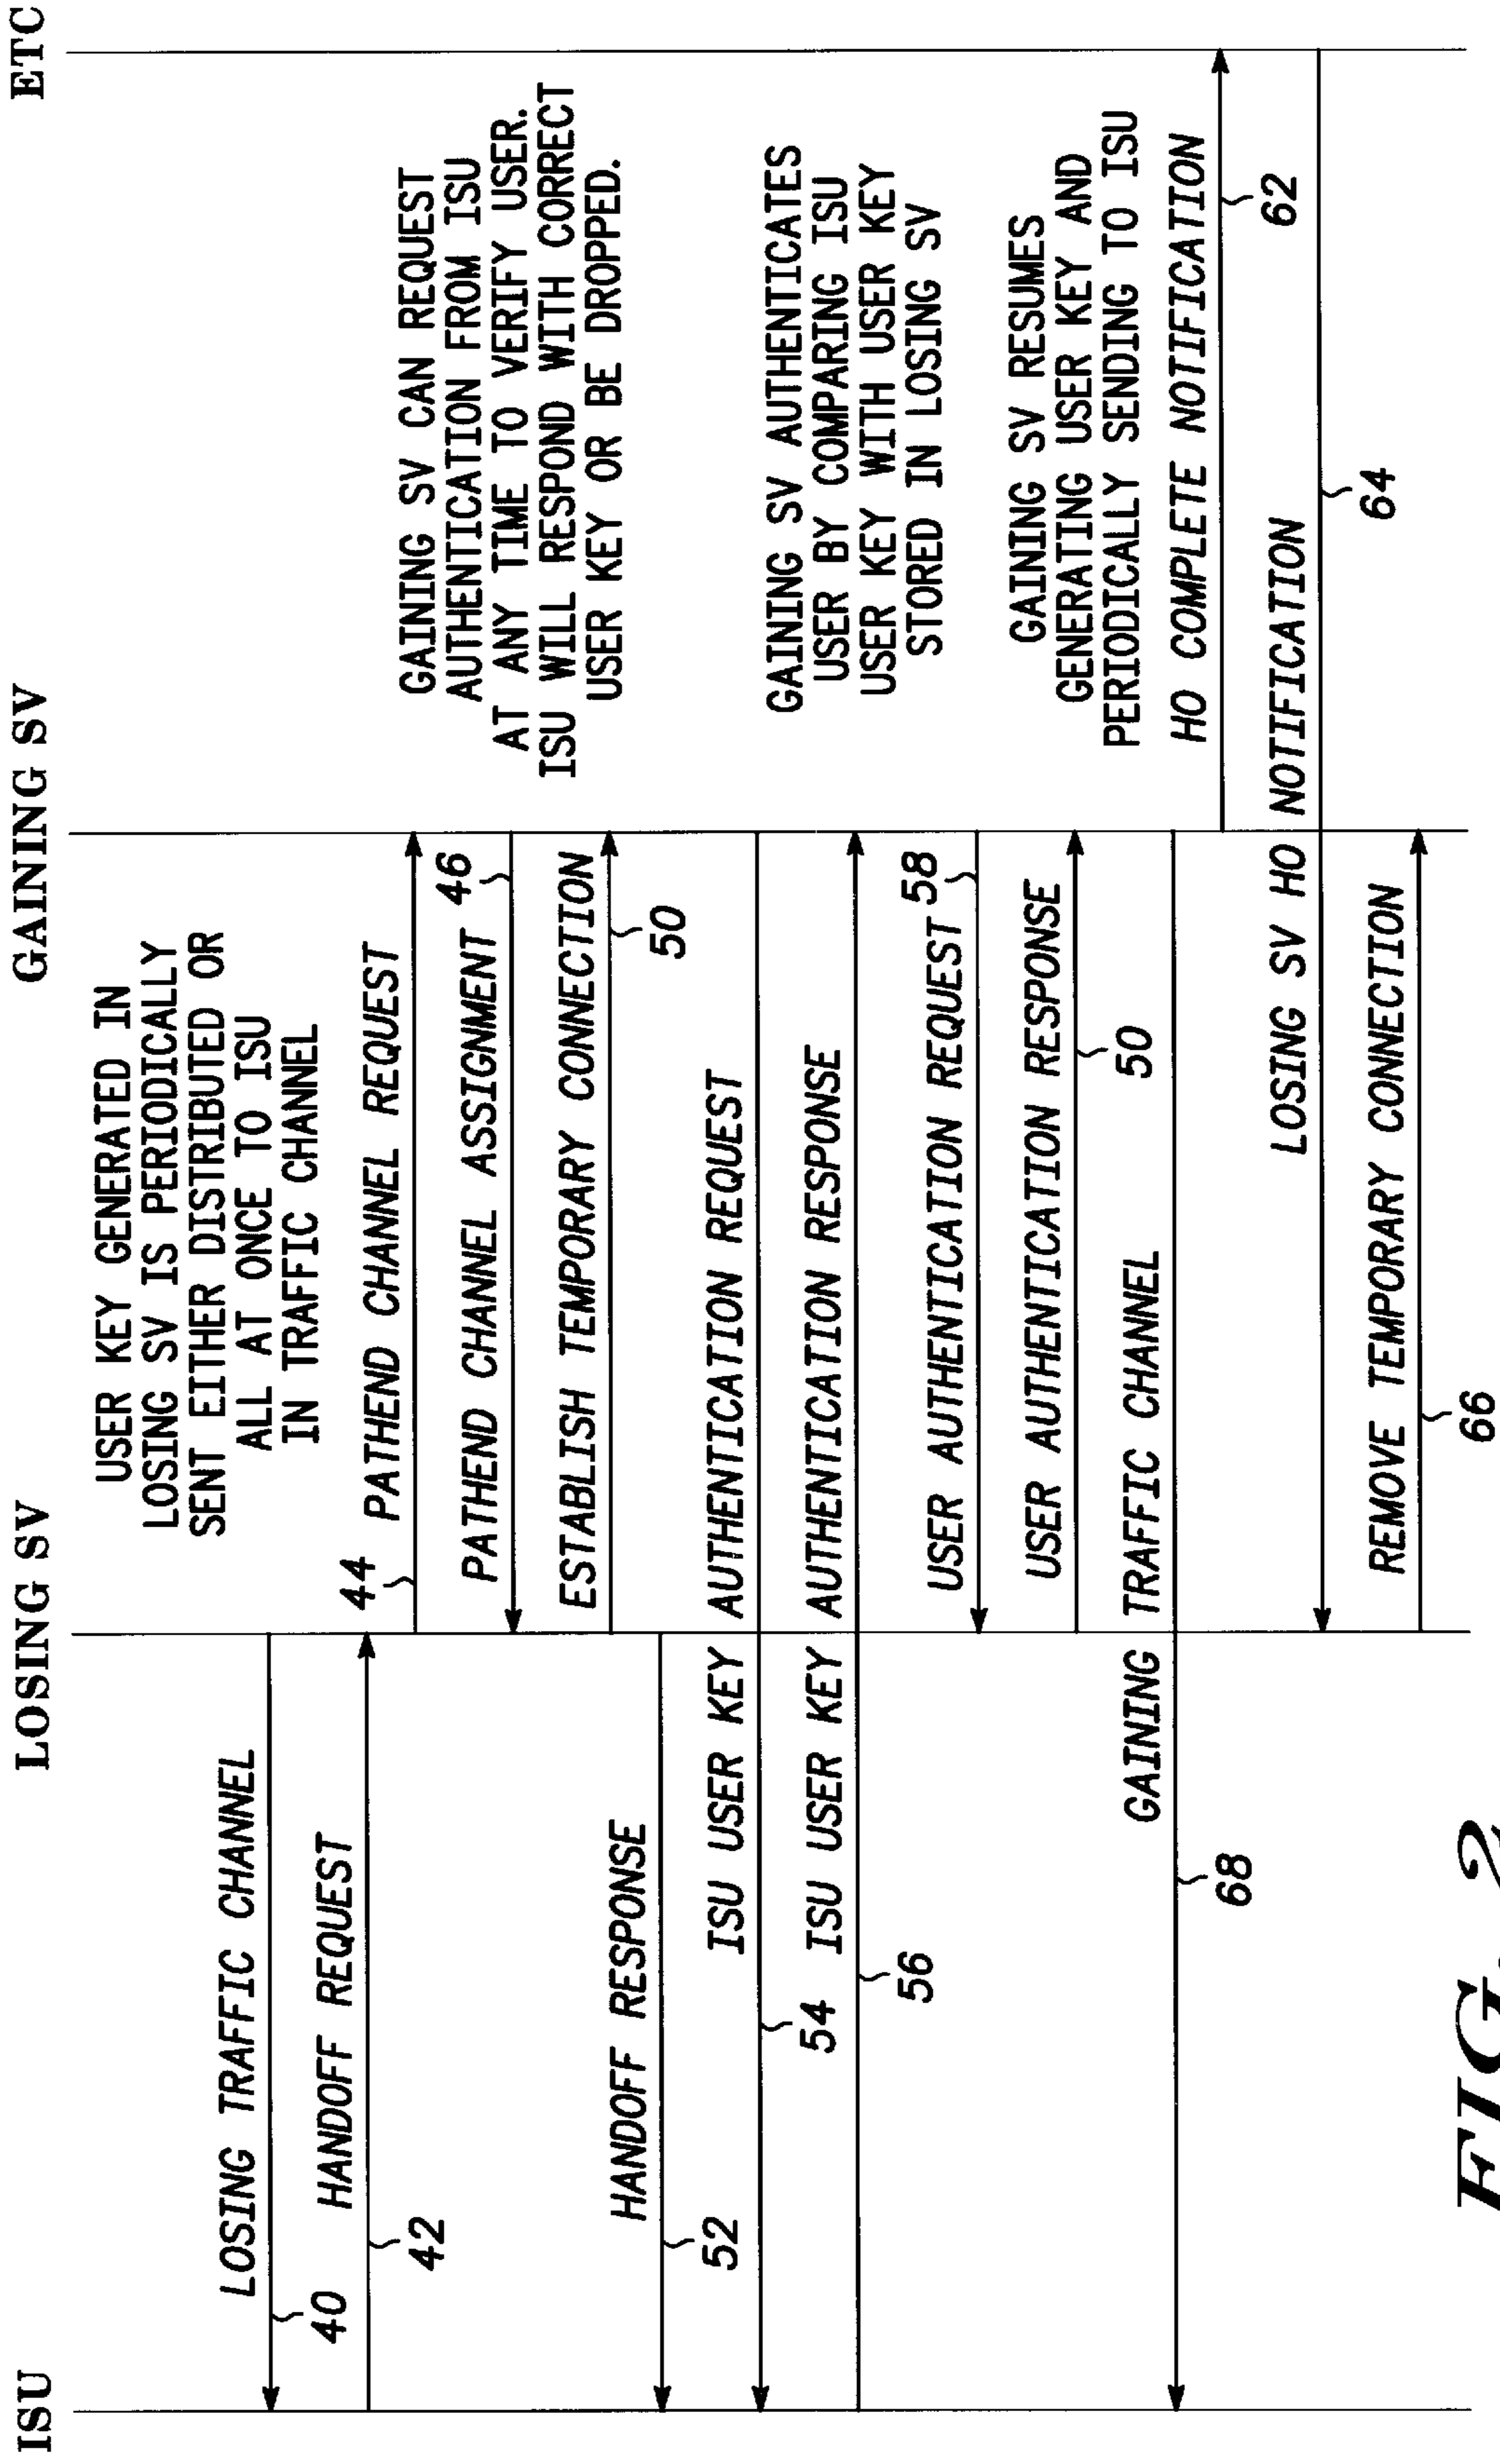 ISU
LOSING SV
GAINING SV
ETC
USER KEY GENERATED IN
LOSING SV IS PERIODICALLY
SENT EITHER DISTRIBUTED OR
ALL AT ONCE TO ISU
IN TRAFFIC CHANNEL
LOSING TRAFFIC CHANNEL
40
HANDOFF REQUEST
42
44
PATHEND CHANNEL REQUEST
PATHEND CHANNEL ASSIGNMENT
46
ESTABLISH TEMPORARY CONNECTION
50
GAINING SV CAN REQUEST
AUTHENTICATION FROM ISU
AT ANY TIME TO VERIFY USER.
ISU WILL RESPOND WITH CORRECT
USER KEY OR BE DROPPED.
HANDOFF RESPONSE
52
ISU USER KEY AUTHENTICATION REQUEST
54
ISU USER KEY AUTHENTICATION RESPONSE
56
GAINING SV AUTHENTICATES
USER BY COMPARING ISU
USER KEY WITH USER KEY
STORED IN LOSING SV
USER AUTHENTICATION REQUEST
58
USER AUTHENTICATION RESPONSE
50
GAINING SV RESUMES
GENERATING USER KEY AND
PERIODICALLY SENDING TO ISU
GAINING TRAFFIC CHANNEL
68
HO COMPLETE NOTIFICATION
62
LOSING SV HO NOTIFICATION
64
REMOVE TEMPORARY CONNECTION
66
FIG. 2